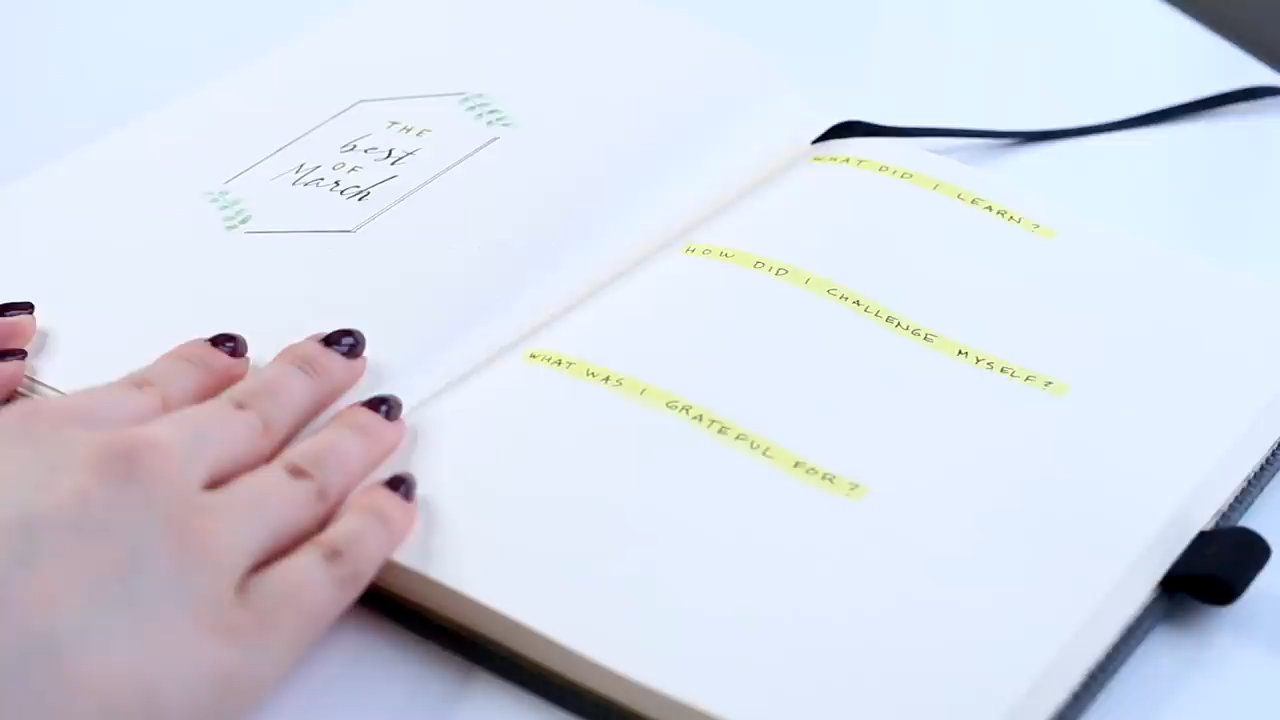 THE
best
OF
March
WHAT DID I LEARN?
HOW DID I CHALLENGE MYSELF?
WHAT WAS I GRATEFUL FOR?